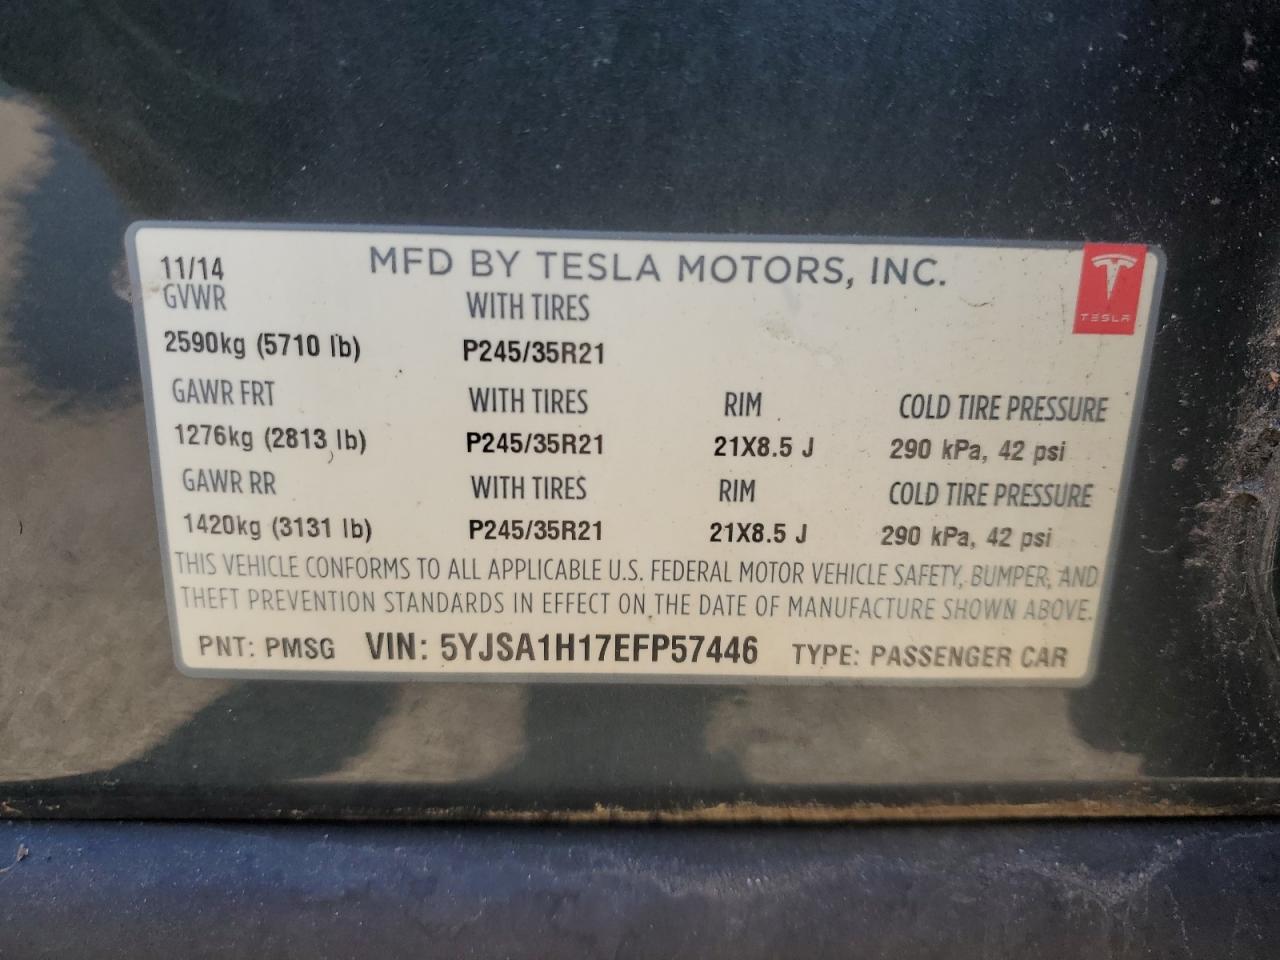 11/14 MFD BY TESLA MOTORS, INC.
TESLA
GVWR WITH TIRES
2590kg (5710 lb) P245/35R21
GAWR FRT WITH TIRES RIM COLD TIRE PRESSURE
1276kg (2813 lb) P245/35R21 21X8.5 J 290 kPa, 42 psi
GAWR RR WITH TIRES RIM COLD TIRE PRESSURE
1420kg (3131 lb) P245/35R21 21X8.5 J 290 kPa, 42 psi
THIS VEHICLE CONFORMS TO ALL APPLICABLE U.S. FEDERAL MOTOR VEHICLE SAFETY, BUMPER, AND
THEFT PREVENTION STANDARDS IN EFFECT ON THE DATE OF MANUFACTURE SHOWN ABOVE.
PNT: PMSG VIN: 5YJSA1H17EFP57446 TYPE: PASSENGER CAR